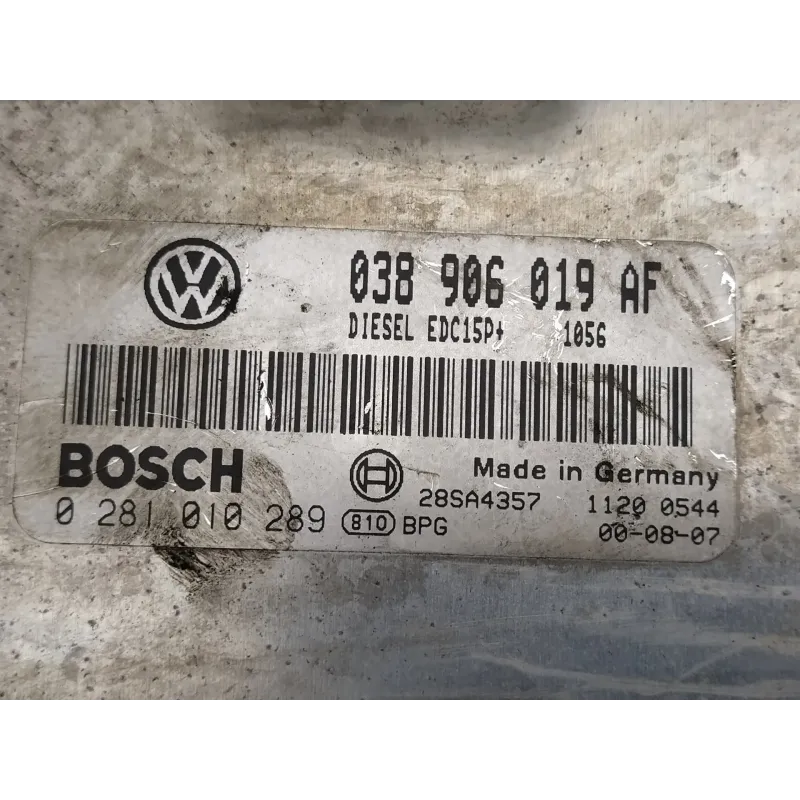 VW
038 906 019 AF
DIESEL EDC15P+ 1056
BOSCH
Made in Germany
28SA4357 1120 0544
0 281 010 289 810 BPG 00-08-07